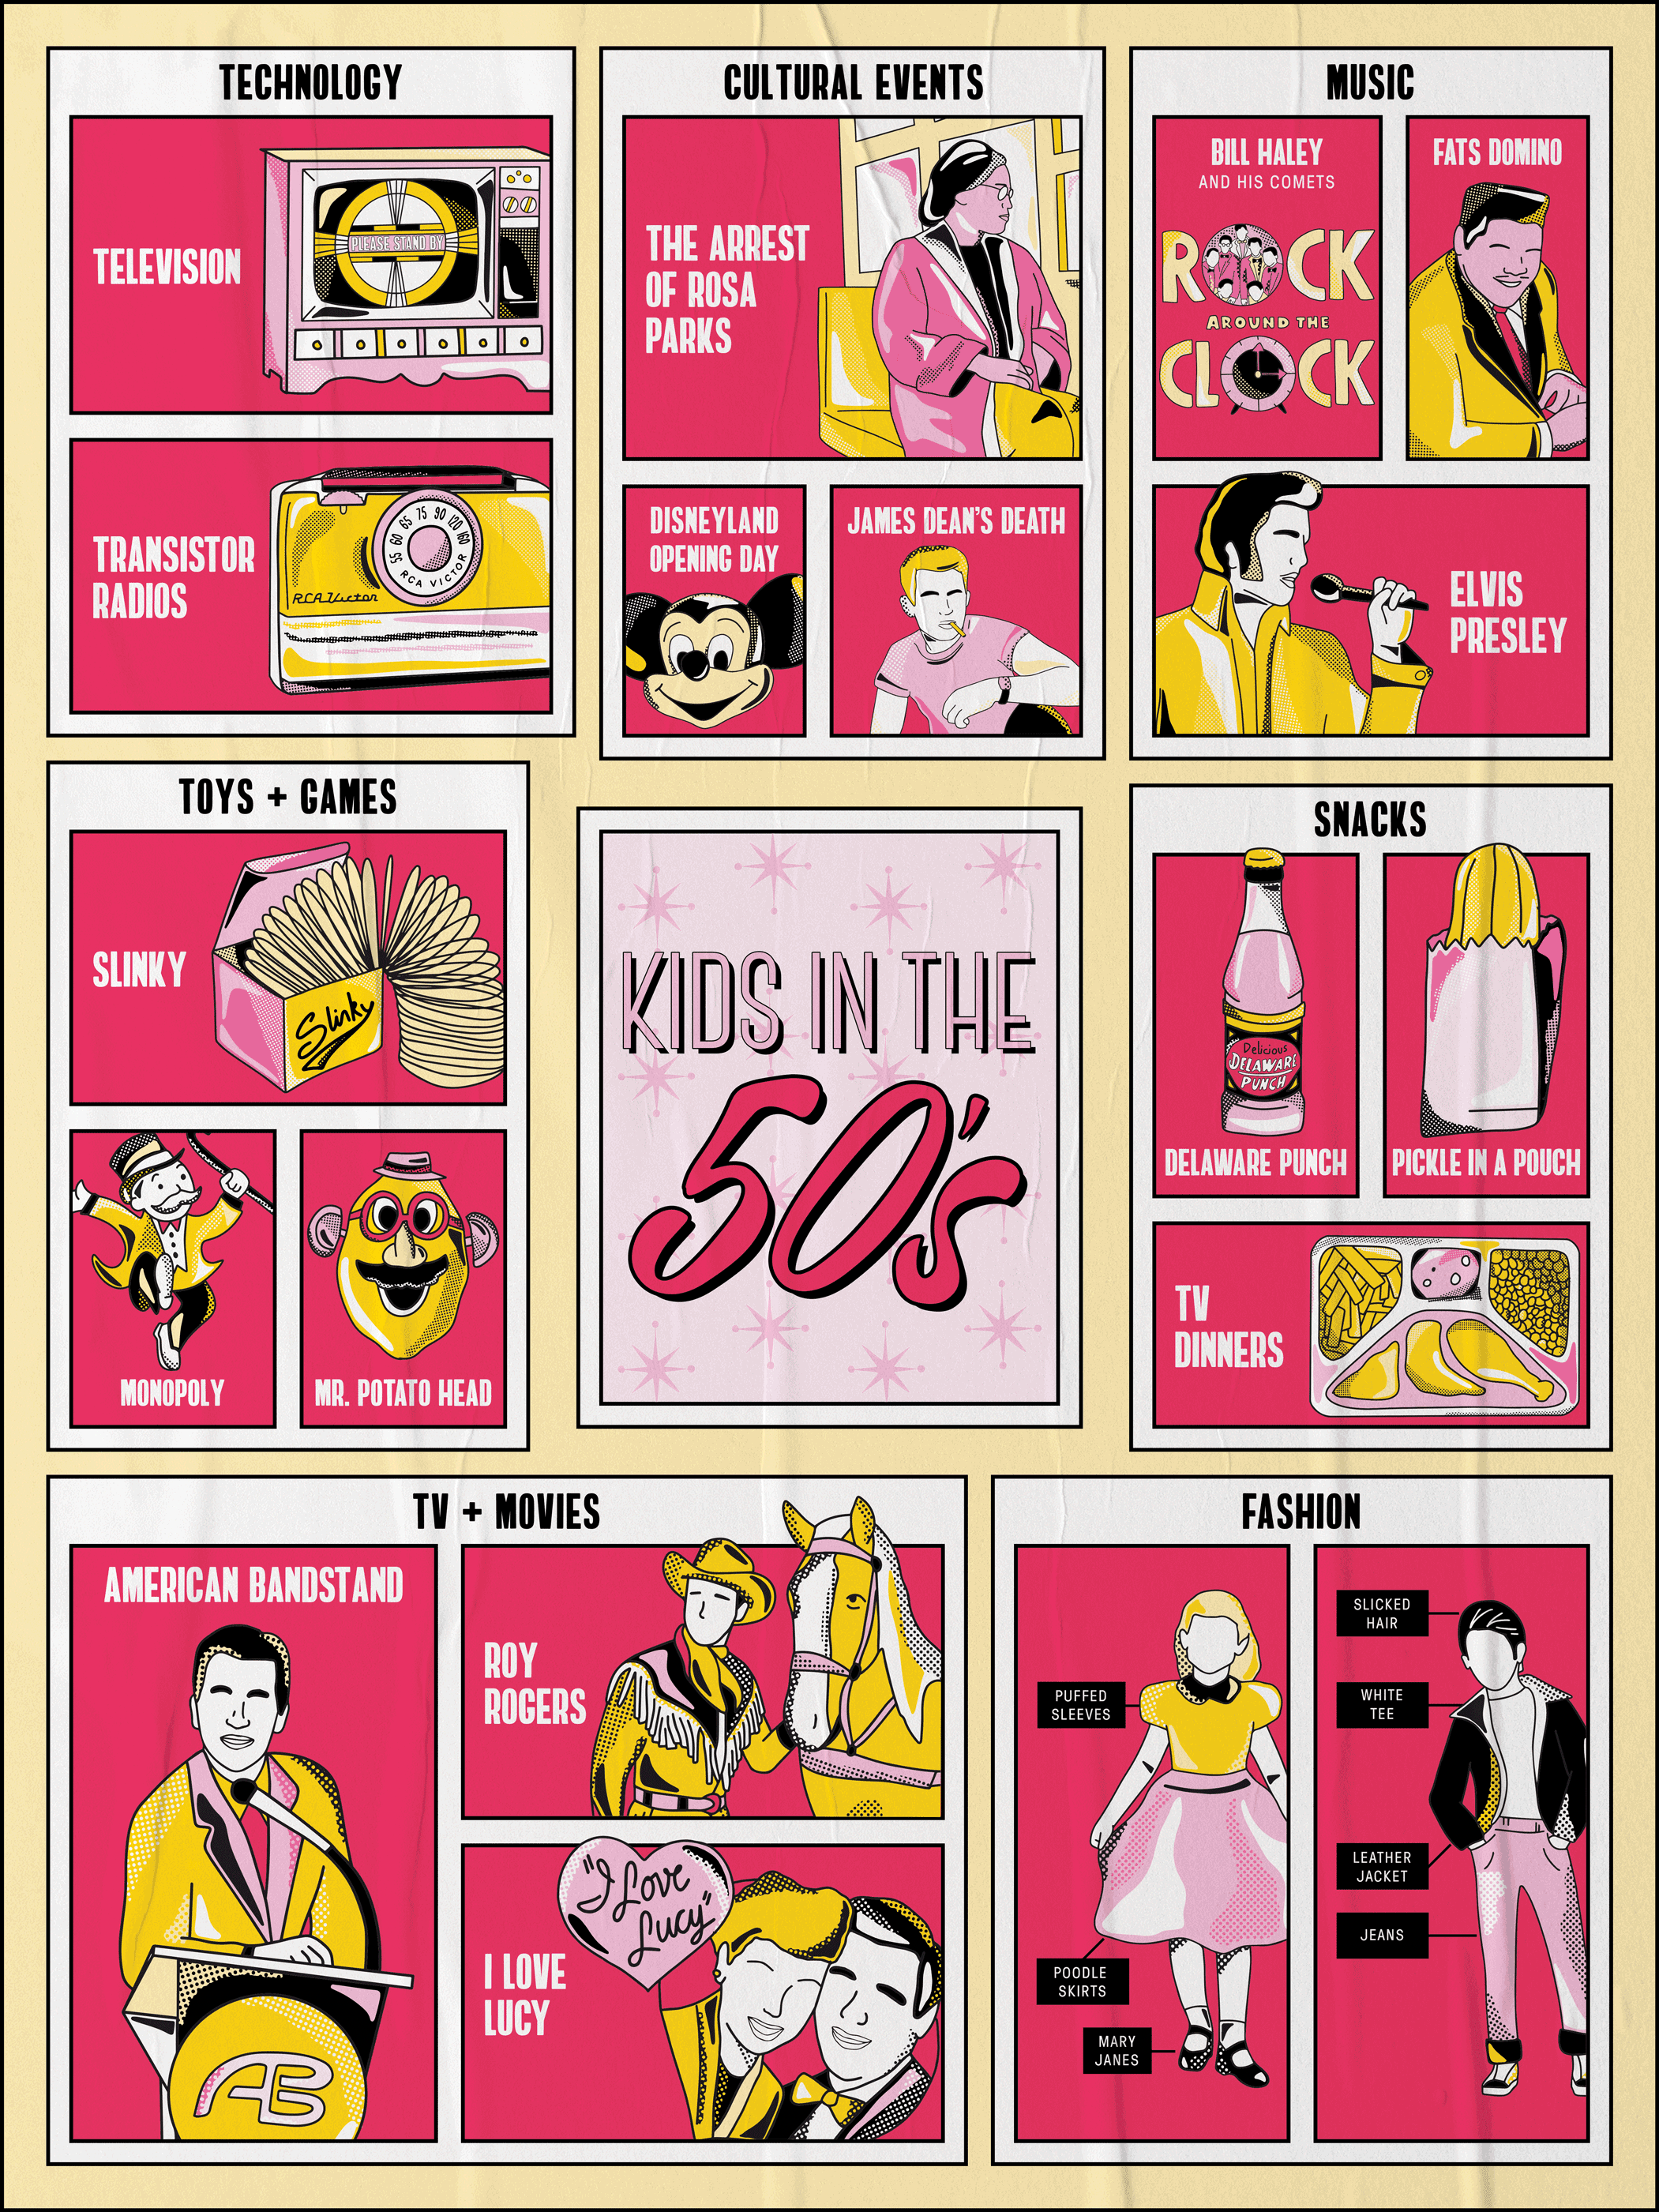 TECHNOLOGY
TELEVISION
PLEASE STAND BY
TRANSISTOR
RADIOS
55 60 65 75 90 120 160
RCA VICTOR
RCA Victor
CULTURAL EVENTS
THE ARREST
OF ROSA
PARKS
DISNEYLAND
OPENING DAY
JAMES DEAN'S DEATH
MUSIC
BILL HALEY
AND HIS COMETS
ROCK
AROUND THE
CLOCK
FATS DOMINO
ELVIS
PRESLEY
TOYS + GAMES
SLINKY
Slinky
MONOPOLY
MR. POTATO HEAD
KIDS IN THE
50's
SNACKS
Delicious
DELAWARE
PUNCH
DELAWARE PUNCH
PICKLE IN A POUCH
TV
DINNERS
TV + MOVIES
AMERICAN BANDSTAND
AB
ROY
ROGERS
"I Love
Lucy"
I LOVE
LUCY
FASHION
PUFFED
SLEEVES
POODLE
SKIRTS
MARY
JANES
SLICKED
HAIR
WHITE
TEE
LEATHER
JACKET
JEANS